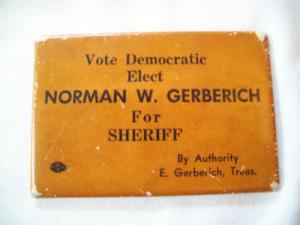 Vote Democratic
Elect
NORMAN W. GERBERICH
For
SHERIFF
By Authority
E. Gerberich, Treas.